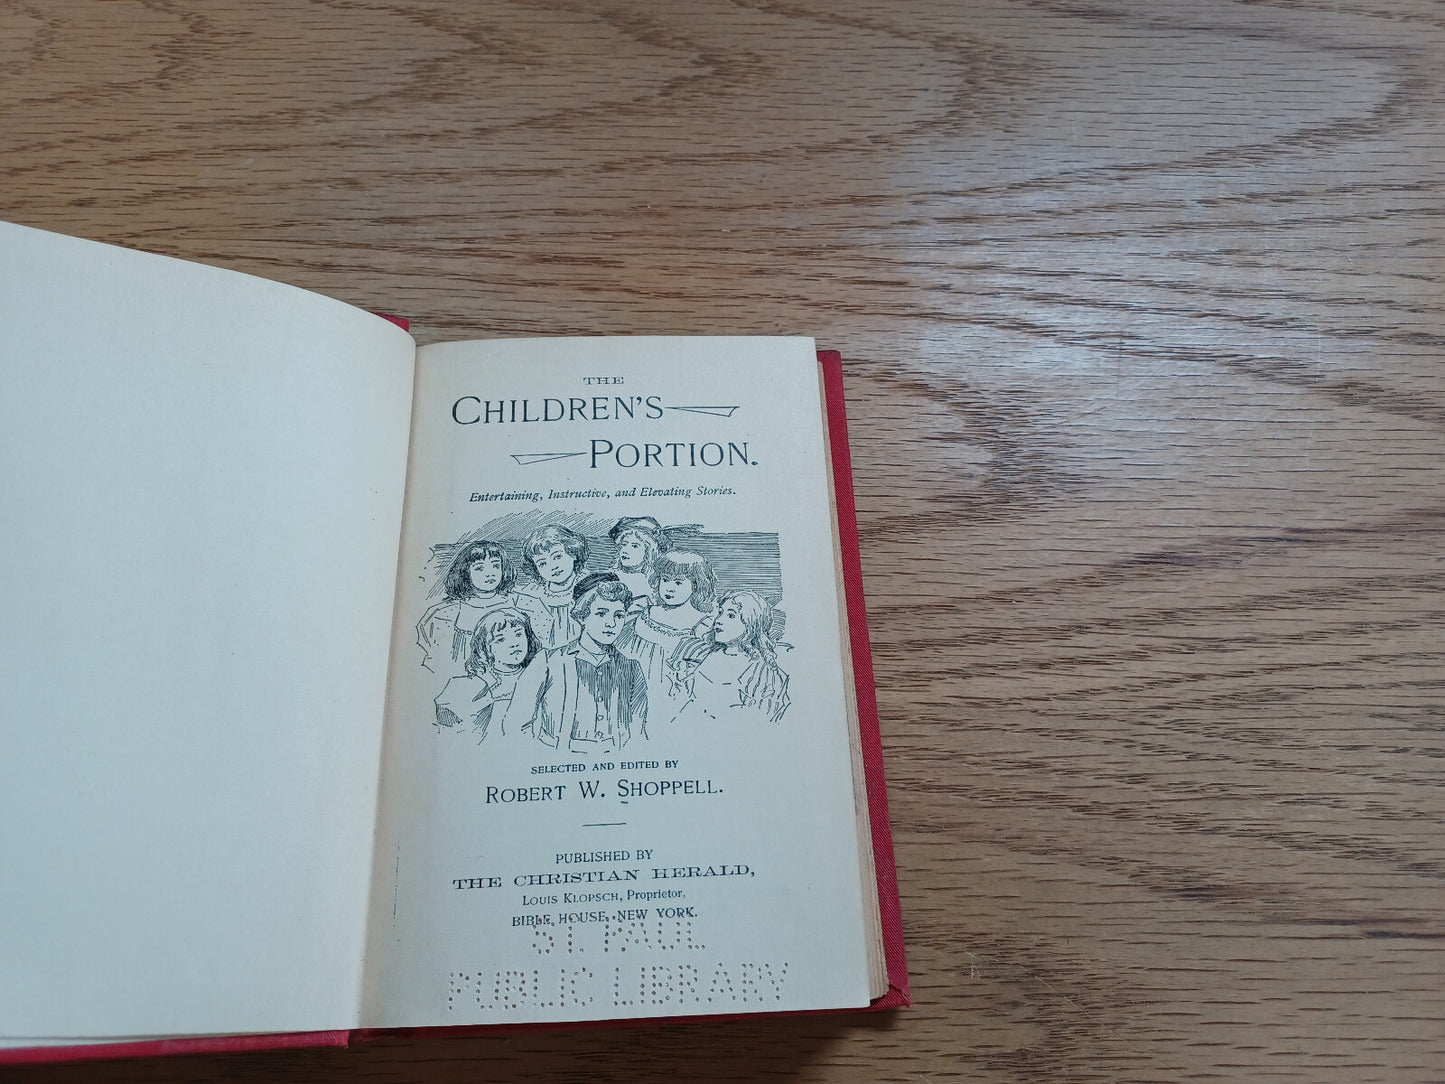 THE
CHILDREN'S
PORTION.
Entertaining, Instructive, and Elevating Stories.
SELECTED AND EDITED BY
ROBERT W. SHOPPELL.
PUBLISHED BY
THE CHRISTIAN HERALD,
LOUIS KLOPSCH, Proprietor,
BIBLE HOUSE, NEW YORK.
ST. PAUL
PUBLIC LIBRARY